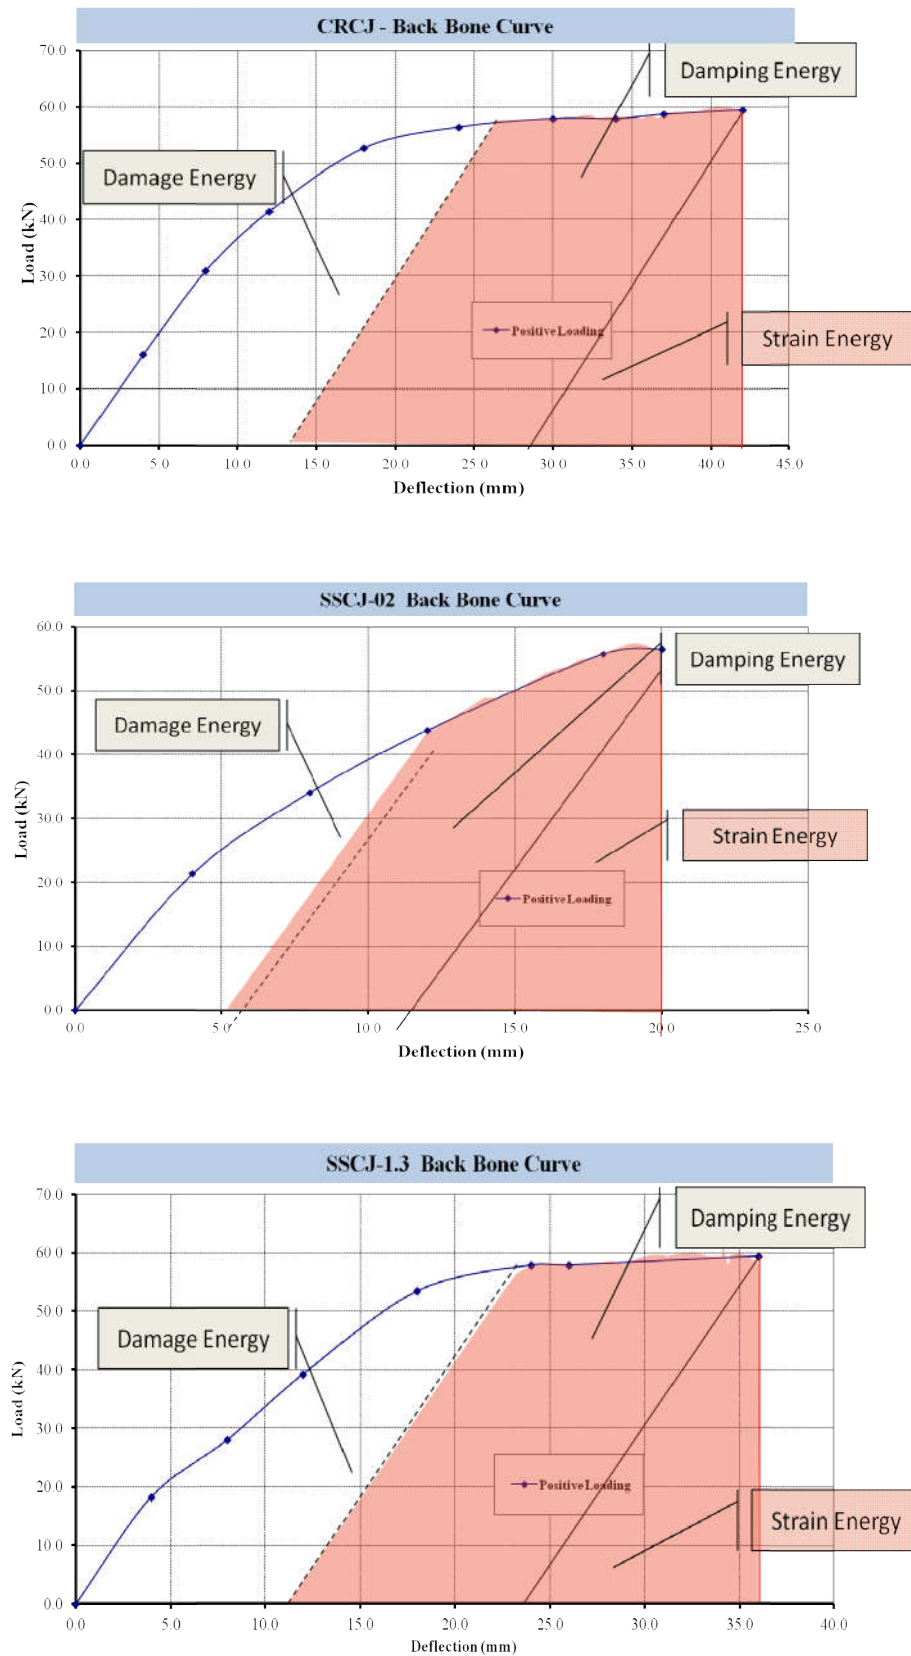 CRCJ - Back Bone Curve
70.0
Damping Energy
60.0
50.0
Damage Energy
40.0
Load (kN)
30.0
Positive Loading
20.0
Strain Energy
10.0
0.0
0.0 5.0 10.0 15.0 20.0 25.0 30.0 35.0 40.0 45.0
Deflection (mm)
SSCJ-02 Back Bone Curve
60.0
Damping Energy
50.0
Damage Energy
40.0
Load (kN)
30.0
Strain Energy
20.0
Positive Loading
10.0
0.0
0.0 5.0 10.0 15.0 20.0 25.0
Deflection (mm)
SSCJ-1.3 Back Bone Curve
70.0
Damping Energy
60.0
50.0
Damage Energy
40.0
Load (kN)
30.0
20.0
Positive Loading
Strain Energy
10.0
0.0
0.0 5.0 10.0 15.0 20.0 25.0 30.0 35.0 40.0
Deflection (mm)